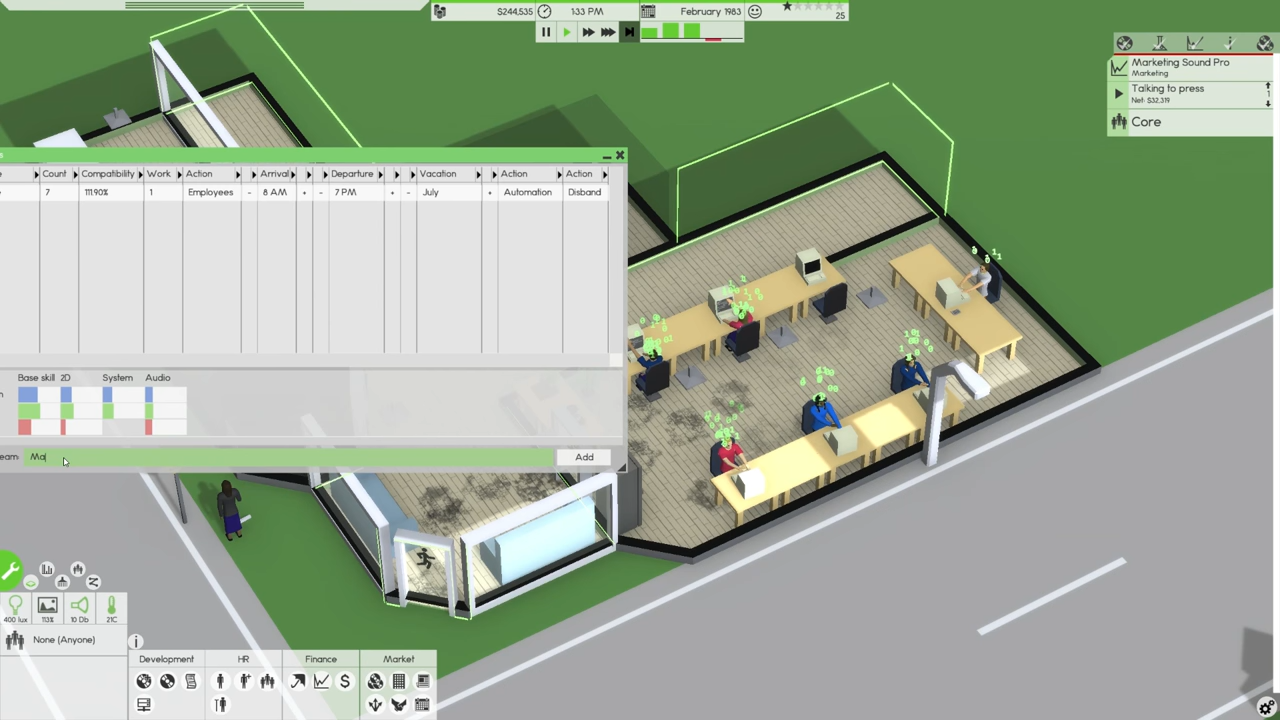 $244,535
1:33 PM
February 1983
25
Marketing Sound Pro
Marketing
Talking to press
Net: $32,319
1
Core
Count
Compatibility
Work
Action
Arrival
Departure
Vacation
Action
Action
7
111.90%
1
Employees
-
8 AM
+
-
7 PM
+
-
July
+
Automation
Disband
Base skill
2D
System
Audio
Ma
Add
400 lux
113%
10 Db
21C
None (Anyone)
Development
HR
Finance
Market